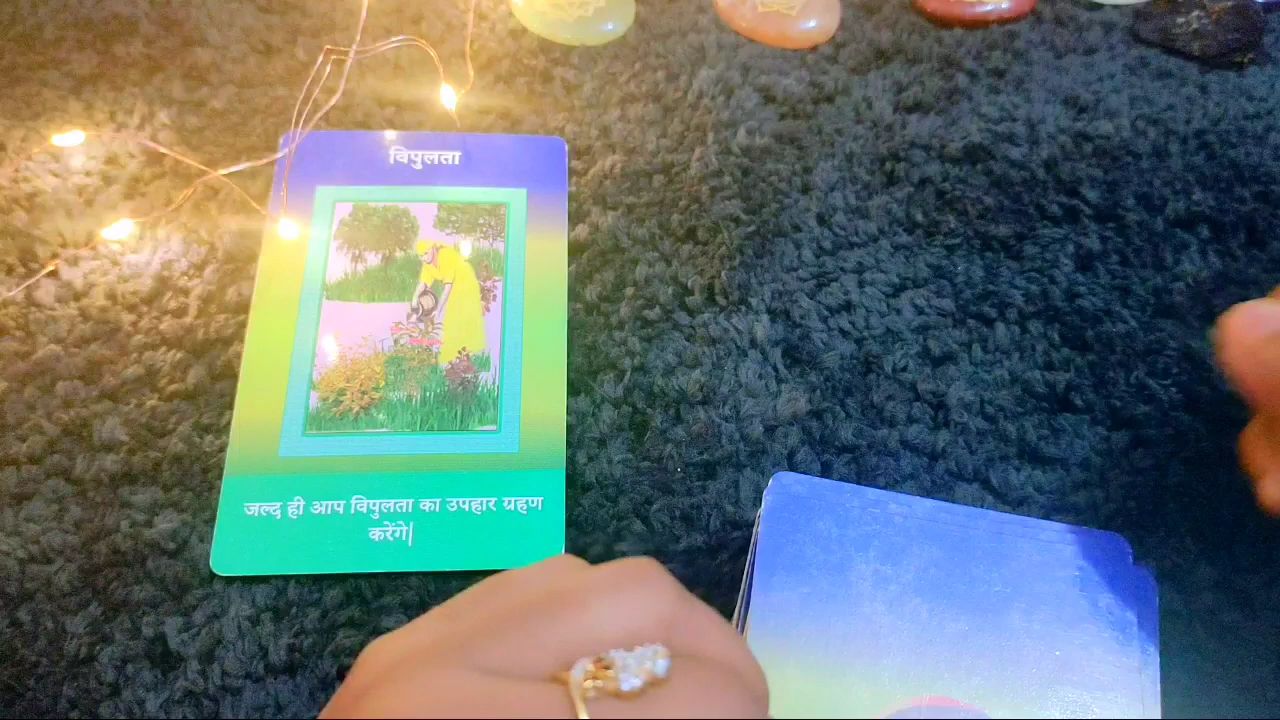 विपुलता
जल्द ही आप विपुलता का उपहार ग्रहण
करेंगे|